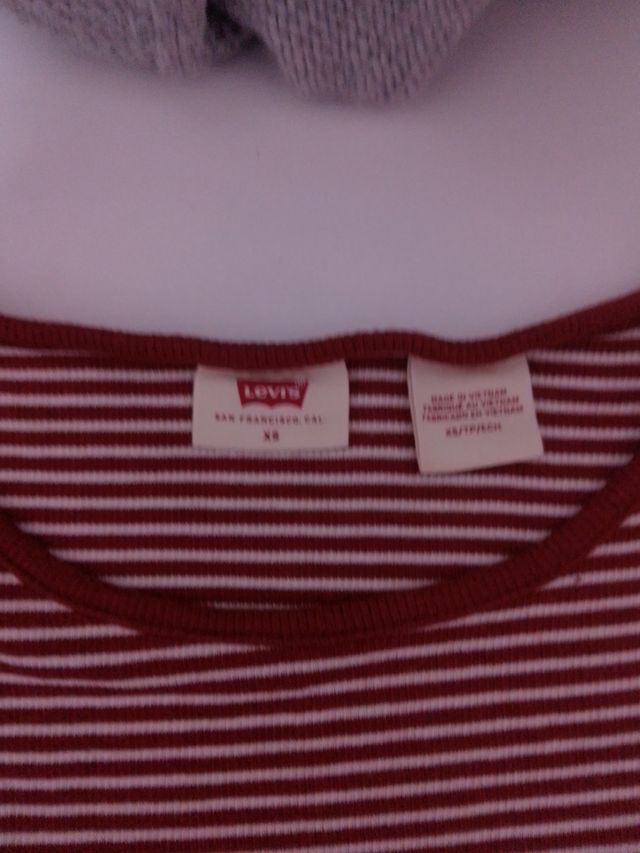 Levi's
SAN FRANCISCO, CAL.
XS
MADE IN VIETNAM
FABRIQUÉ AU VIETNAM
FABRICADO EN VIETNAM
XS/TP/ECH